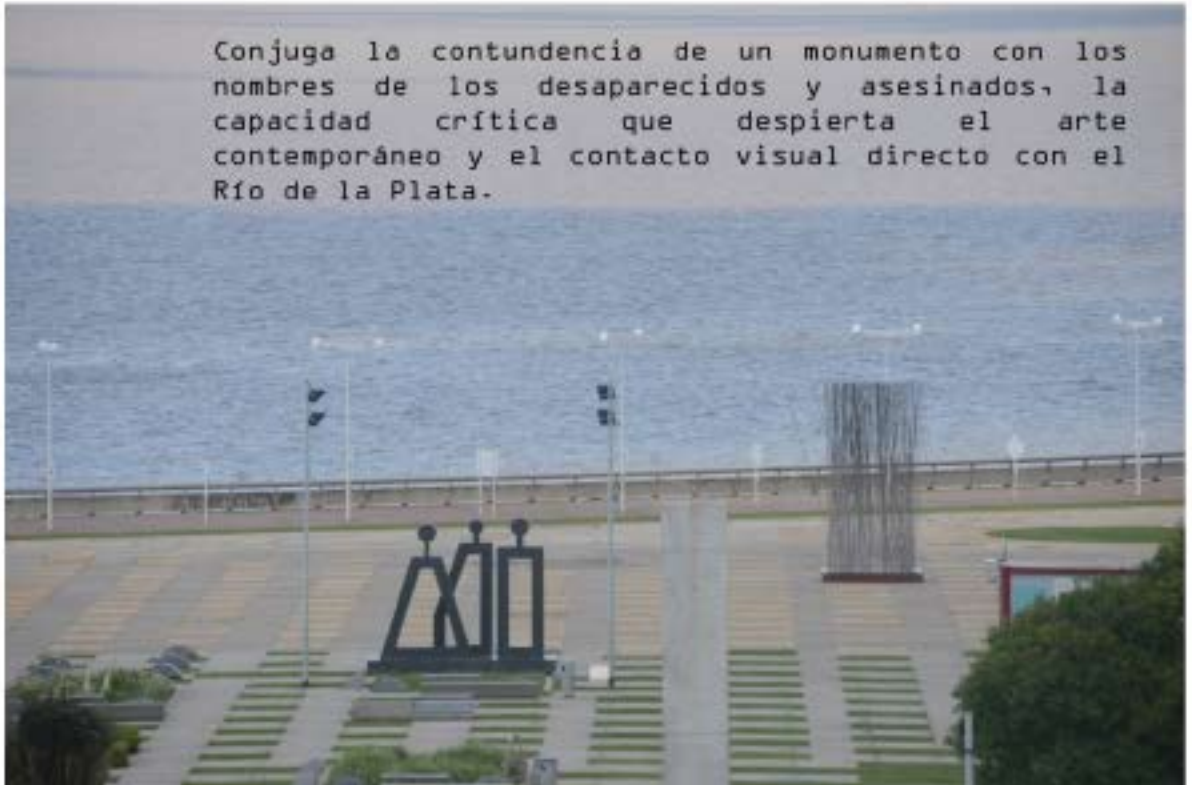 Conjuga la contundencia de un monumento con los
nombres de los desaparecidos y asesinados, la
capacidad crítica que despierta el arte
contemporáneo y el contacto visual directo con el
Río de la Plata.